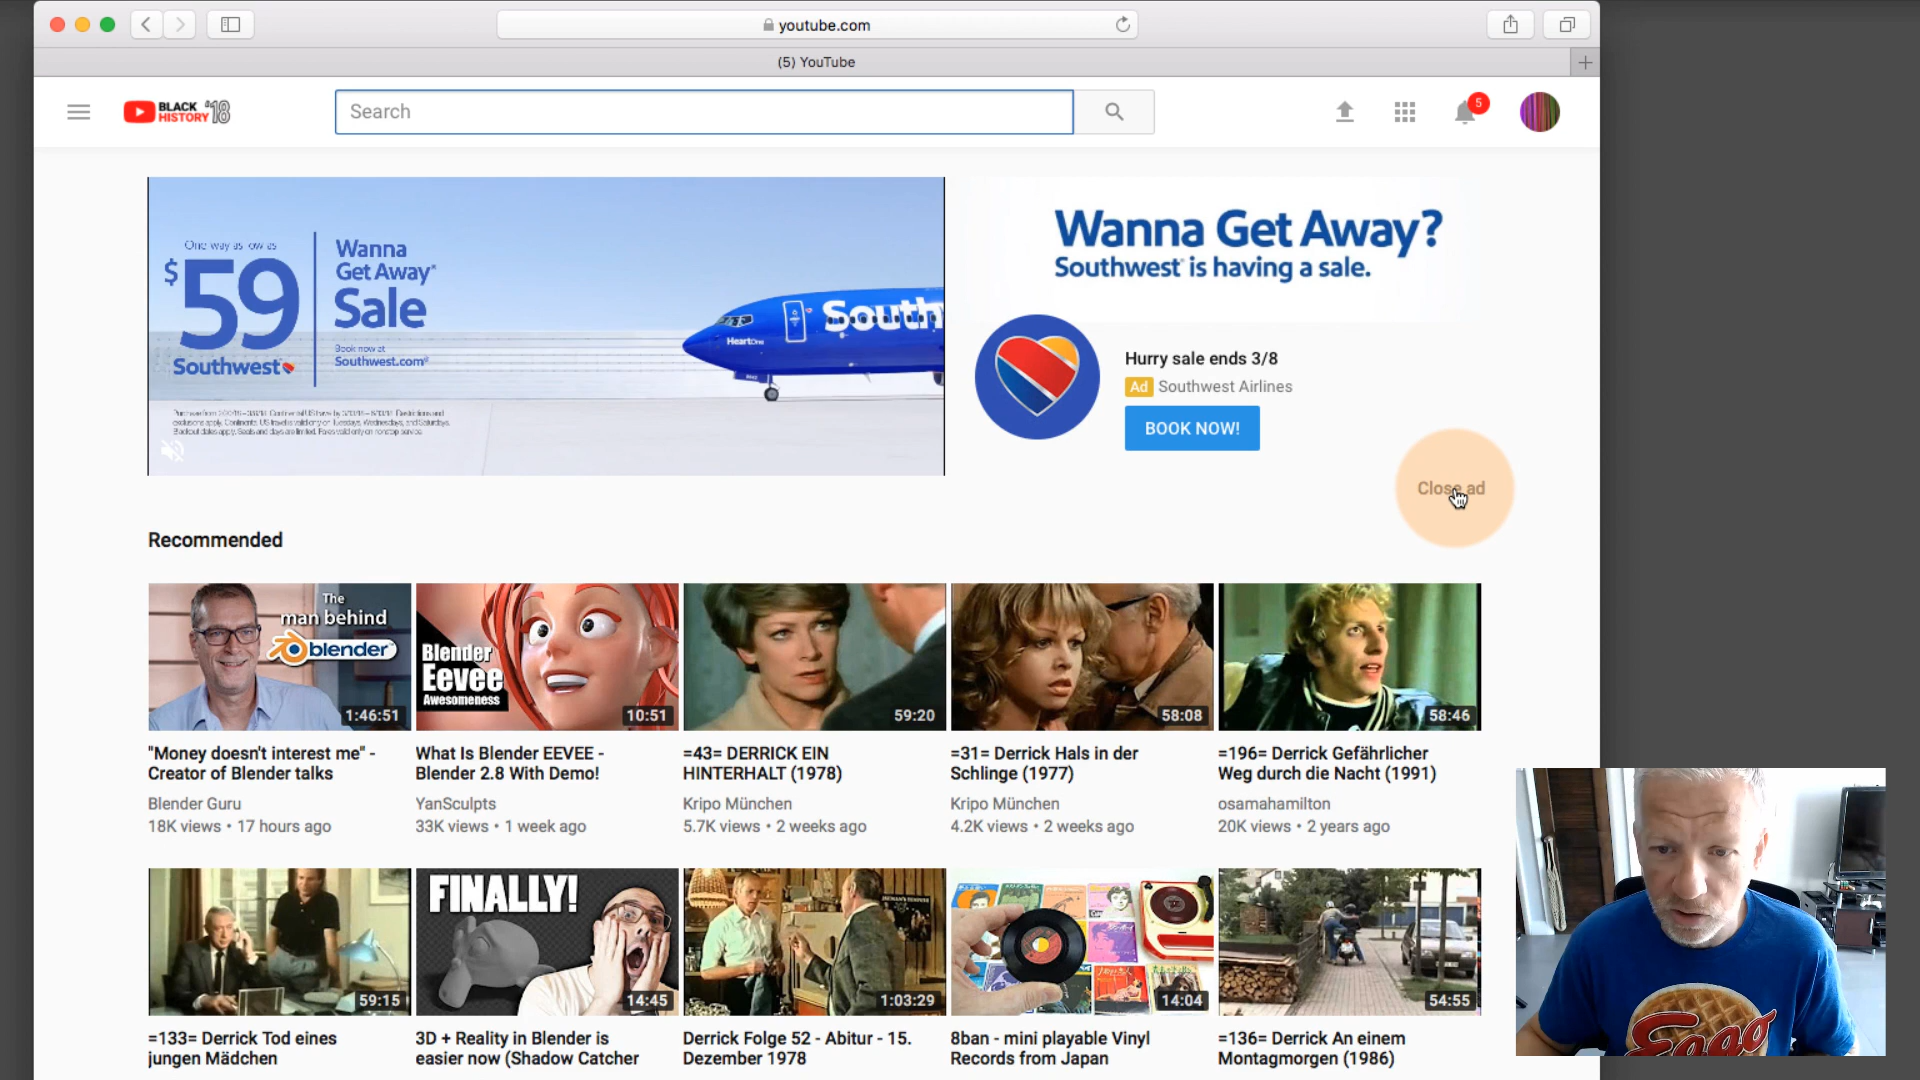 youtube.com
(5) YouTube
BLACK HISTORY '18
Search
5
One way as low as
$59
Southwest
Wanna
Get Away
Sale
Book now at
Southwest.com
HeartOne
South
Wanna Get Away?
Southwest is having a sale.
Hurry sale ends 3/8
Ad Southwest Airlines
BOOK NOW!
Close ad
Recommended
The man behind blender
1:46:51
Blender
Eevee
Awesomeness
10:51
59:20
58:08
58:46
"Money doesn't interest me" -
Creator of Blender talks
Blender Guru
18K views • 17 hours ago
What Is Blender EEVEE -
Blender 2.8 With Demo!
YanSculpts
33K views • 1 week ago
=43= DERRICK EIN
HINTERHALT (1978)
Kripo München
5.7K views • 2 weeks ago
=31= Derrick Hals in der
Schlinge (1977)
Kripo München
4.2K views • 2 weeks ago
=196= Derrick Gefährlicher
Weg durch die Nacht (1991)
osamahamilton
20K views • 2 years ago
59:15
FINALLY!
14:45
1:03:29
14:04
54:55
=133= Derrick Tod eines
jungen Mädchen
3D + Reality in Blender is
easier now (Shadow Catcher
Derrick Folge 52 - Abitur - 15.
Dezember 1978
8ban - mini playable Vinyl
Records from Japan
=136= Derrick An einem
Montagmorgen (1986)
Eggo